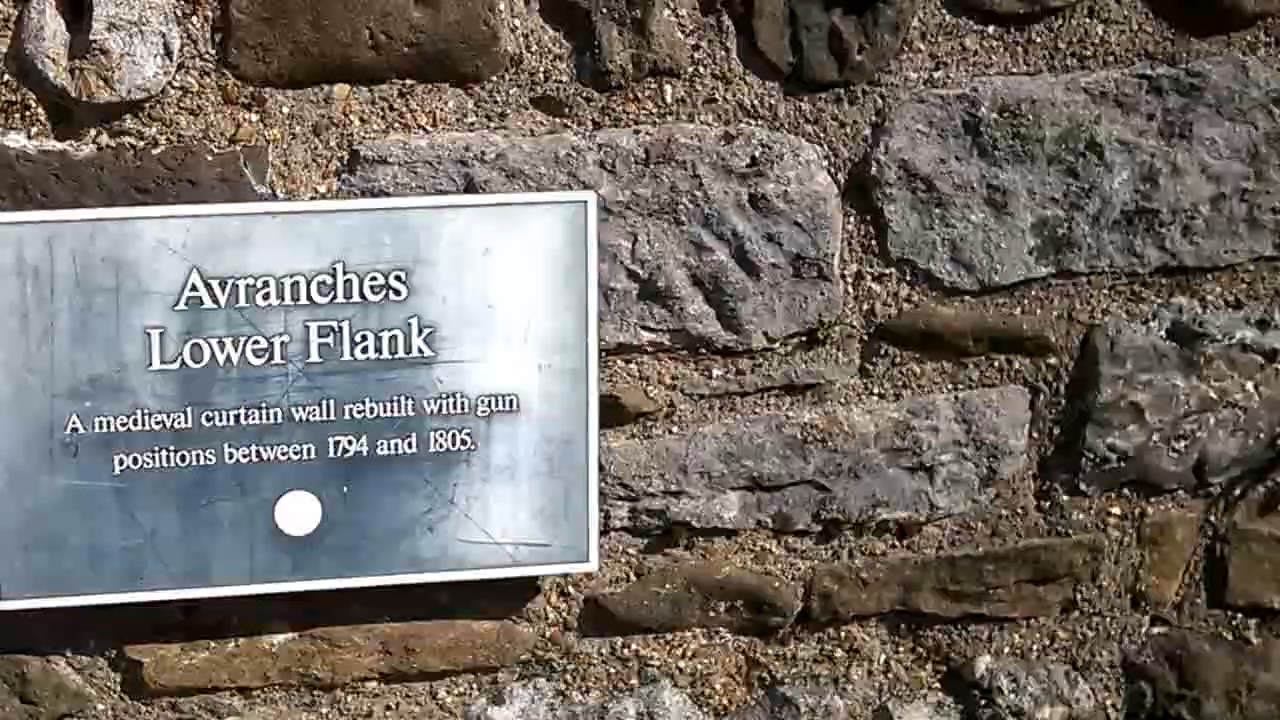 Avranches
Lower Flank
A medieval curtain wall rebuilt with gun
positions between 1794 and 1805.